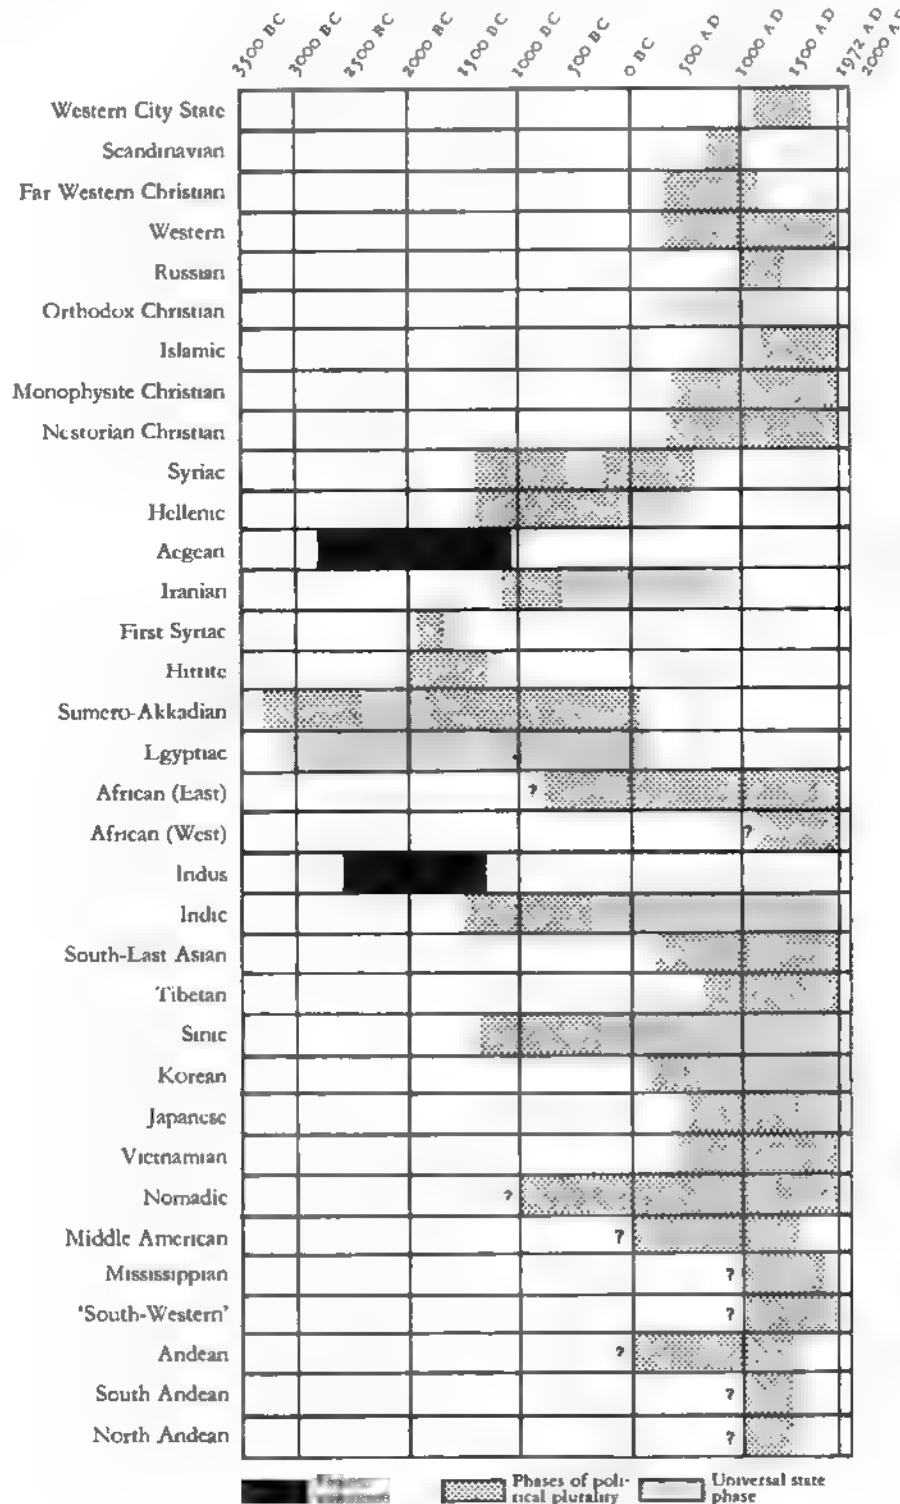 3500 BC
3000 BC
2500 BC
2000 BC
1500 BC
1000 BC
500 BC
0 BC
500 AD
1000 AD
1500 AD
1972 AD
2000 AD
Western City State
Scandinavian
Far Western Christian
Western
Russian
Orthodox Christian
Islamic
Monophysite Christian
Nestorian Christian
Syriac
Hellenic
Aegean
Iranian
First Syriac
Hittite
Sumero-Akkadian
Egyptiac
African (East)
?
African (West)
?
Indus
Indic
South-East Asian
Tibetan
Sinic
Korean
Japanese
Vietnamian
Nomadic
?
Middle American
?
Mississippian
?
'South-Western'
?
Andean
?
South Andean
?
North Andean
?
Phases of poli-
tical plurality
Universal state
phase